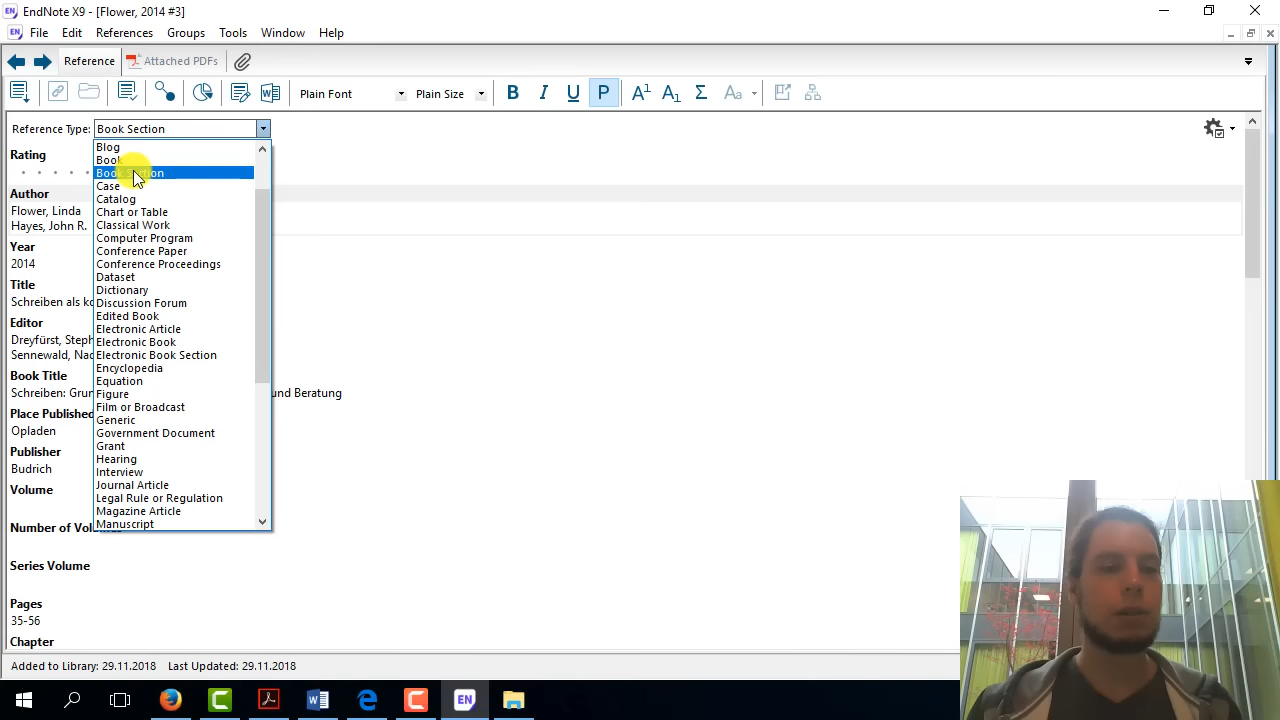 EndNote X9 - [Flower, 2014 #3]
File Edit References Groups Tools Window Help
Reference Attached PDFs
Plain Font Plain Size B I U P A¹ A₁ Σ Aa
Reference Type: Book Section
Blog
Rating
Book
Book Section
Case
Author
Catalog
Flower, Linda
Chart or Table
Hayes, John R.
Classical Work
Computer Program
Year
Conference Paper
2014
Conference Proceedings
Dataset
Title
Dictionary
Schreiben als
Discussion Forum
Editor
Edited Book
Electronic Article
Dreyfürst,
Electronic Book
Sennewald,
Electronic Book Section
Encyclopedia
Book Title
Equation
Schreiben: und Beratung
Figure
Film or Broadcast
Place Published
Generic
Opladen
Government Document
Grant
Publisher
Hearing
Budrich
Interview
Journal Article
Volume
Legal Rule or Regulation
Magazine Article
Manuscript
Number of
Series Volume
Pages
35-56
Chapter
Added to Library: 29.11.2018 Last Updated: 29.11.2018
EN